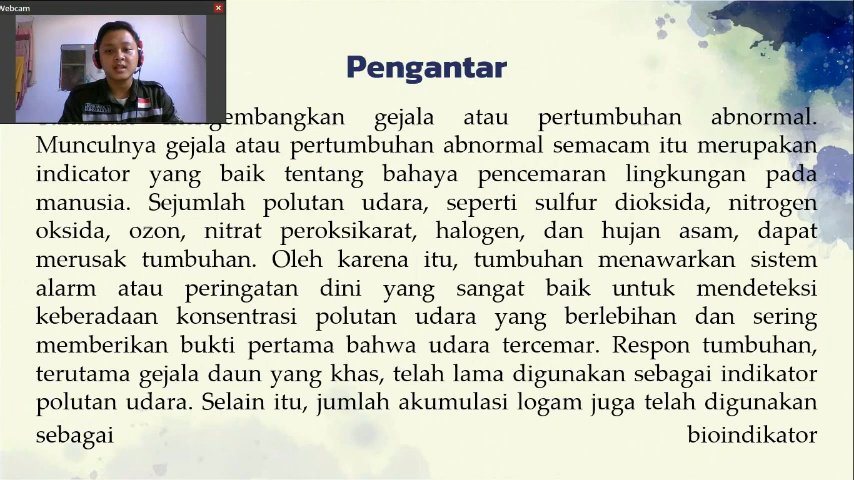 Webcam
Pengantar
mengembangkan gejala atau pertumbuhan abnormal.
Munculnya gejala atau pertumbuhan abnormal semacam itu merupakan
indicator yang baik tentang bahaya pencemaran lingkungan pada
manusia. Sejumlah polutan udara, seperti sulfur dioksida, nitrogen
oksida, ozon, nitrat peroksikarat, halogen, dan hujan asam, dapat
merusak tumbuhan. Oleh karena itu, tumbuhan menawarkan sistem
alarm atau peringatan dini yang sangat baik untuk mendeteksi
keberadaan konsentrasi polutan udara yang berlebihan dan sering
memberikan bukti pertama bahwa udara tercemar. Respon tumbuhan,
terutama gejala daun yang khas, telah lama digunakan sebagai indikator
polutan udara. Selain itu, jumlah akumulasi logam juga telah digunakan
sebagai bioindikator